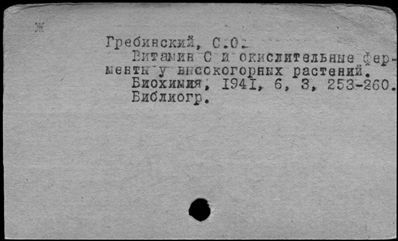 Ж
Гребинский, С.О.
Витамин С и окислительные фер-
менты у высокогорных растений.
Биохимия, 1941, 6, 3, 253-260.
Библиогр.